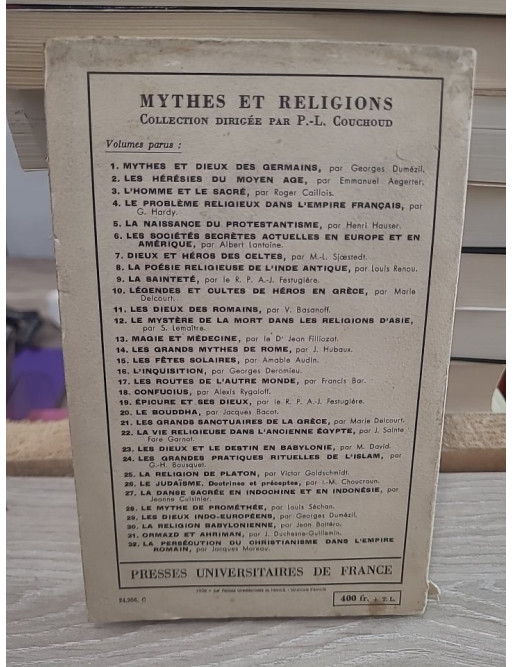 MYTHES ET RELIGIONS
COLLECTION DIRIGÉE PAR P.-L. COUCHOUD
Volumes parus :
1. MYTHES ET DIEUX DES GERMAINS, par Georges Dumézil.
2. LES HÉRÉSIES DU MOYEN AGE, par Emmanuel Aegerter.
3. L'HOMME ET LE SACRÉ, par Roger Caillois.
4. LE PROBLÈME RELIGIEUX DANS L'EMPIRE FRANÇAIS, par
G. Hardy.
5. LA NAISSANCE DU PROTESTANTISME, par Henri Hauser.
6. LES SOCIÉTÉS SECRÈTES ACTUELLES EN EUROPE ET EN
AMÉRIQUE, par Albert Lantoine.
7. DIEUX ET HÉROS DES CELTES, par M.-L. Sjœstedt.
8. LA POÉSIE RELIGIEUSE DE L'INDE ANTIQUE, par Louis Renou.
9. LA SAINTETÉ, par le R. P. A.-J. Festugière.
10. LÉGENDES ET CULTES DE HÉROS EN GRÈCE, par Marie
Delcourt.
11. LES DIEUX DES ROMAINS, par V. Basanoff.
12. LE MYSTÈRE DE LA MORT DANS LES RELIGIONS D'ASIE,
par S. Lemaître.
13. MAGIE ET MÉDECINE, par le Dr Jean Filliozat.
14. LES GRANDS MYTHES DE ROME, par J. Hubaux.
15. LES FÊTES SOLAIRES, par Amable Audin.
16. L'INQUISITION, par Georges Deromieu.
17. LES ROUTES DE L'AUTRE MONDE, par Francis Bar.
18. CONFUCIUS, par Alexis Rygaloff.
19. ÉPICURE ET SES DIEUX, par le R. P. A.-J. Festugière.
20. LE BOUDDHA, par Jacques Bacot.
21. LES GRANDS SANCTUAIRES DE LA GRÈCE, par Marie Delcourt.
22. LA VIE RELIGIEUSE DANS L'ANCIENNE ÉGYPTE, par J. Sainte
Fare Garnot.
23. LES DIEUX ET LE DESTIN EN BABYLONIE, par M. David.
24. LES GRANDES PRATIQUES RITUELLES DE L'ISLAM, par
G.-H. Bousquet.
25. LA RELIGION DE PLATON, par Victor Goldschmidt.
26. LE JUDAÏSME. Doctrines et préceptes, par I.-M. Choucroun.
27. LA DANSE SACRÉE EN INDOCHINE ET EN INDONÉSIE, par
Jeanne Cuisinier.
28. LE MYTHE DE PROMÉTHÉE, par Louis Séchan.
29. LES DIEUX INDO-EUROPÉENS, par Georges Dumézil.
30. LA RELIGION BABYLONIENNE, par Jean Bottéro.
31. ORMAZD ET AHRIMAN, par J. Duchesne-Guillemin.
32. LA PERSÉCUTION DU CHRISTIANISME DANS L'EMPIRE
ROMAIN, par Jacques Moreau.
PRESSES UNIVERSITAIRES DE FRANCE
400 fr. + T. L.